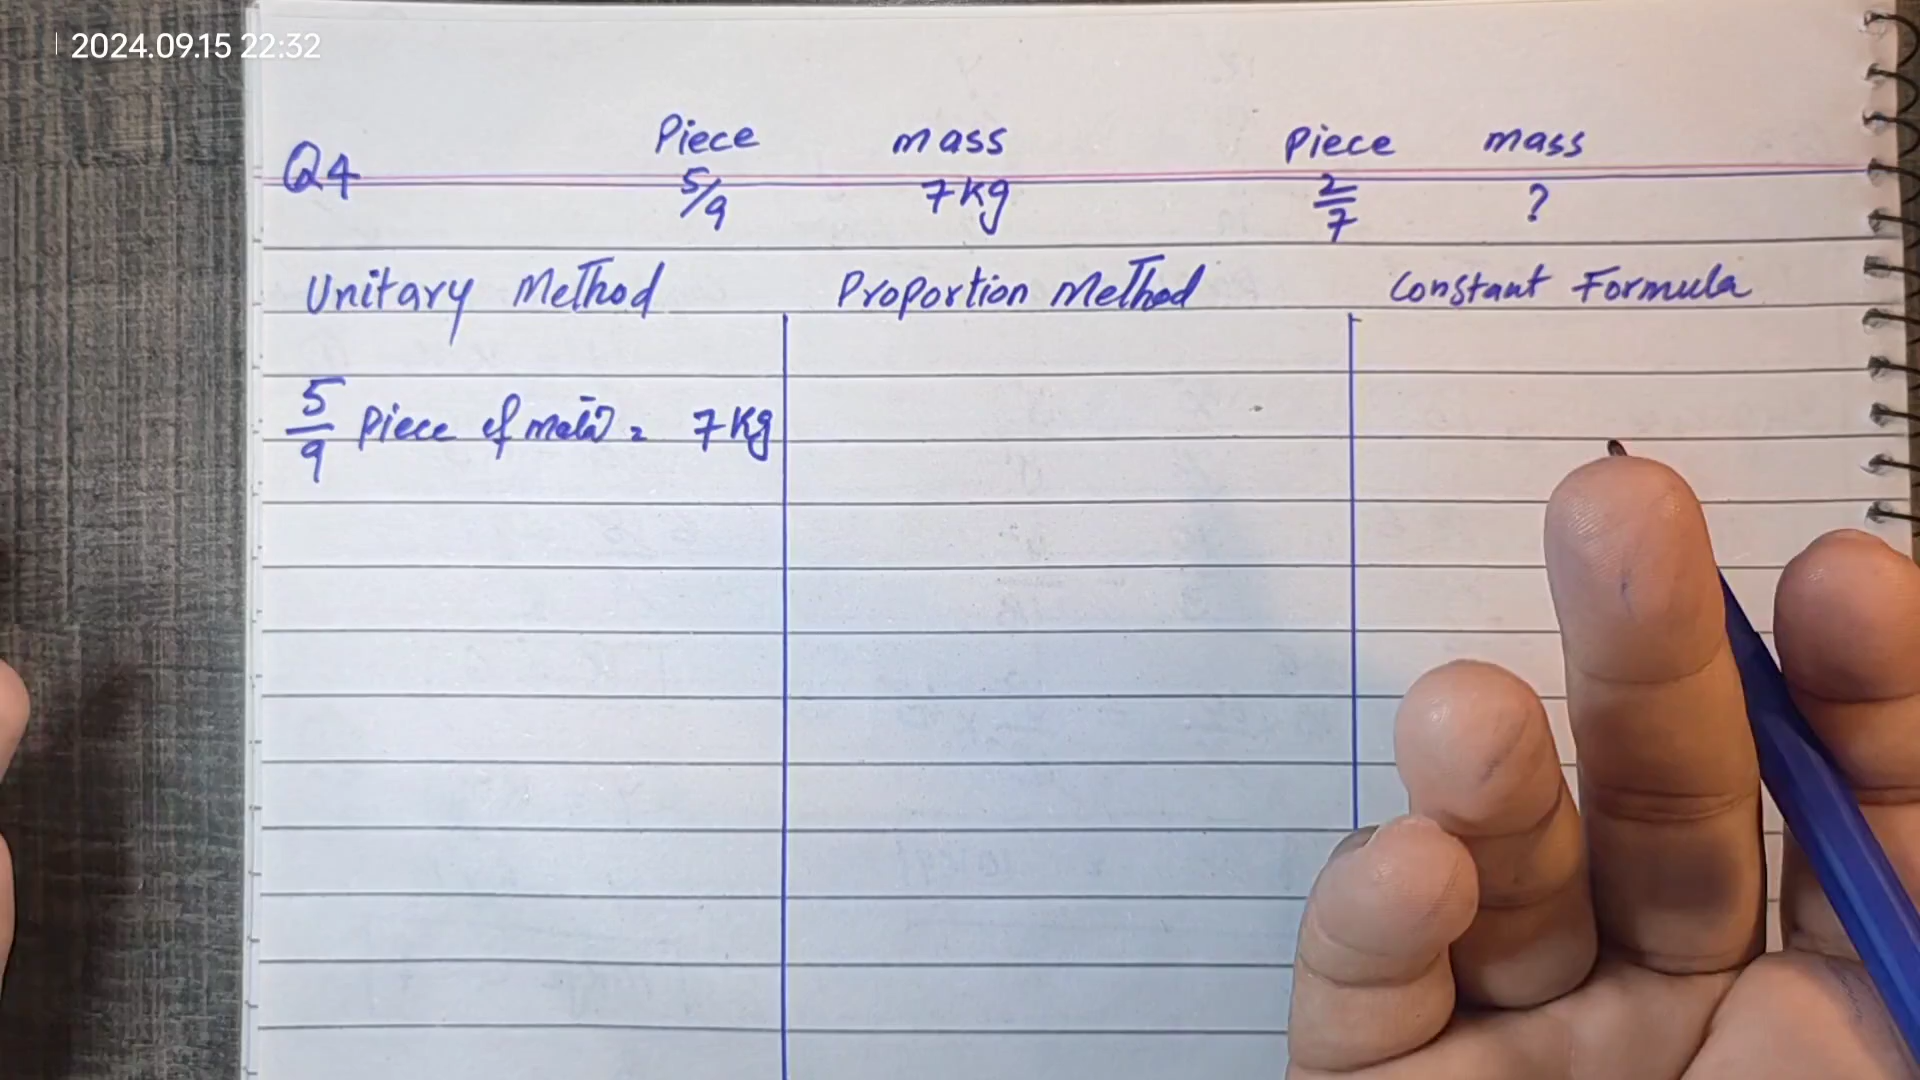 2024.09.15 22:32
Piece mass Piece mass
Q4 5/9 7kg 2/7 ?
Unitary Method Proportion Method Constant Formula
5/9 Piece of = 7kg